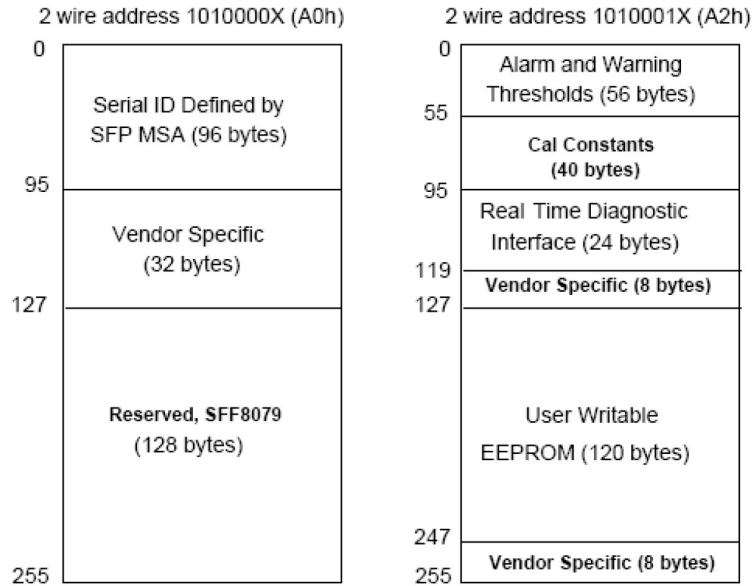 2 wire address 1010000X (A0h)
0
Serial ID Defined by
SFP MSA (96 bytes)
95
Vendor Specific
(32 bytes)
127
Reserved, SFF8079
(128 bytes)
255
2 wire address 1010001X (A2h)
0
Alarm and Warning
Thresholds (56 bytes)
55
Cal Constants
(40 bytes)
95
Real Time Diagnostic
Interface (24 bytes)
119
Vendor Specific (8 bytes)
127
User Writable
EEPROM (120 bytes)
247
Vendor Specific (8 bytes)
255